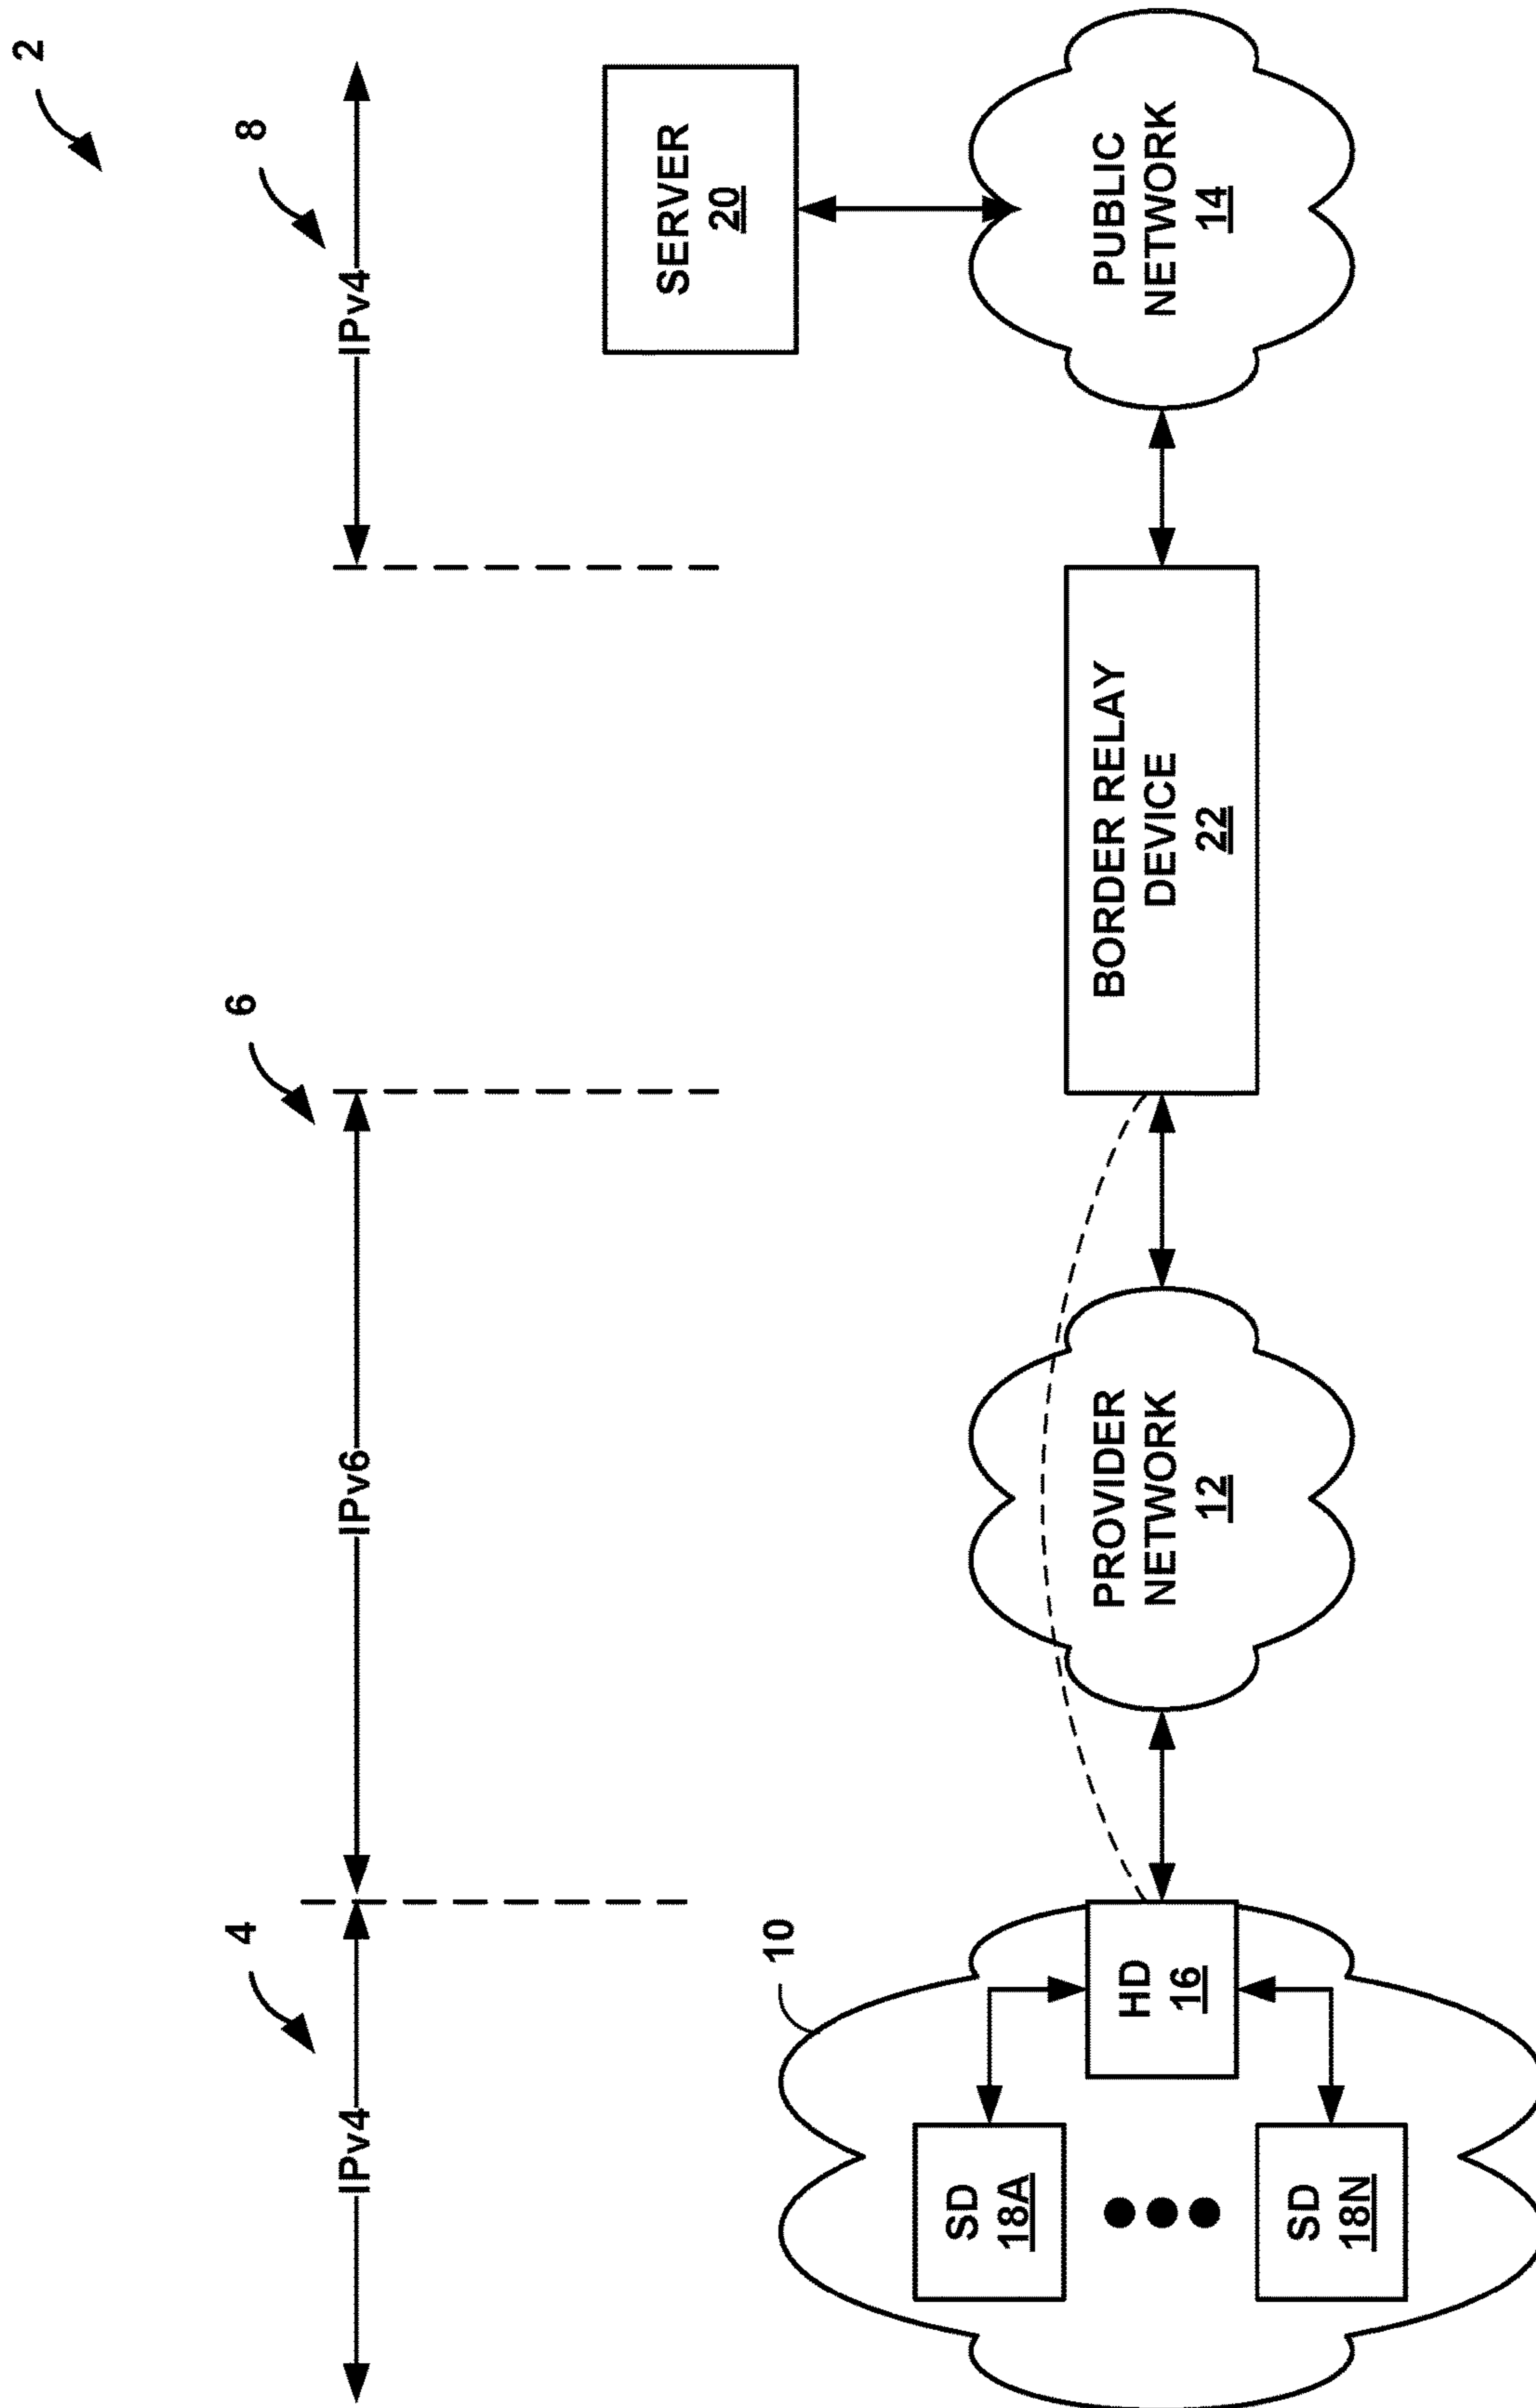 2
4
6
8
IPv4
IPv6
IPv4
10
SD
18A
SD
18N
HD
16
PROVIDER
NETWORK
12
BORDER RELAY
DEVICE
22
SERVER
20
PUBLIC
NETWORK
14